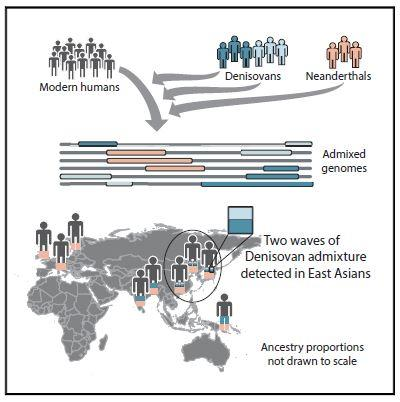 Modern humans
Denisovans
Neanderthals
Admixed
genomes
Two waves of
Denisovan admixture
detected in East Asians
Ancestry proportions
not drawn to scale